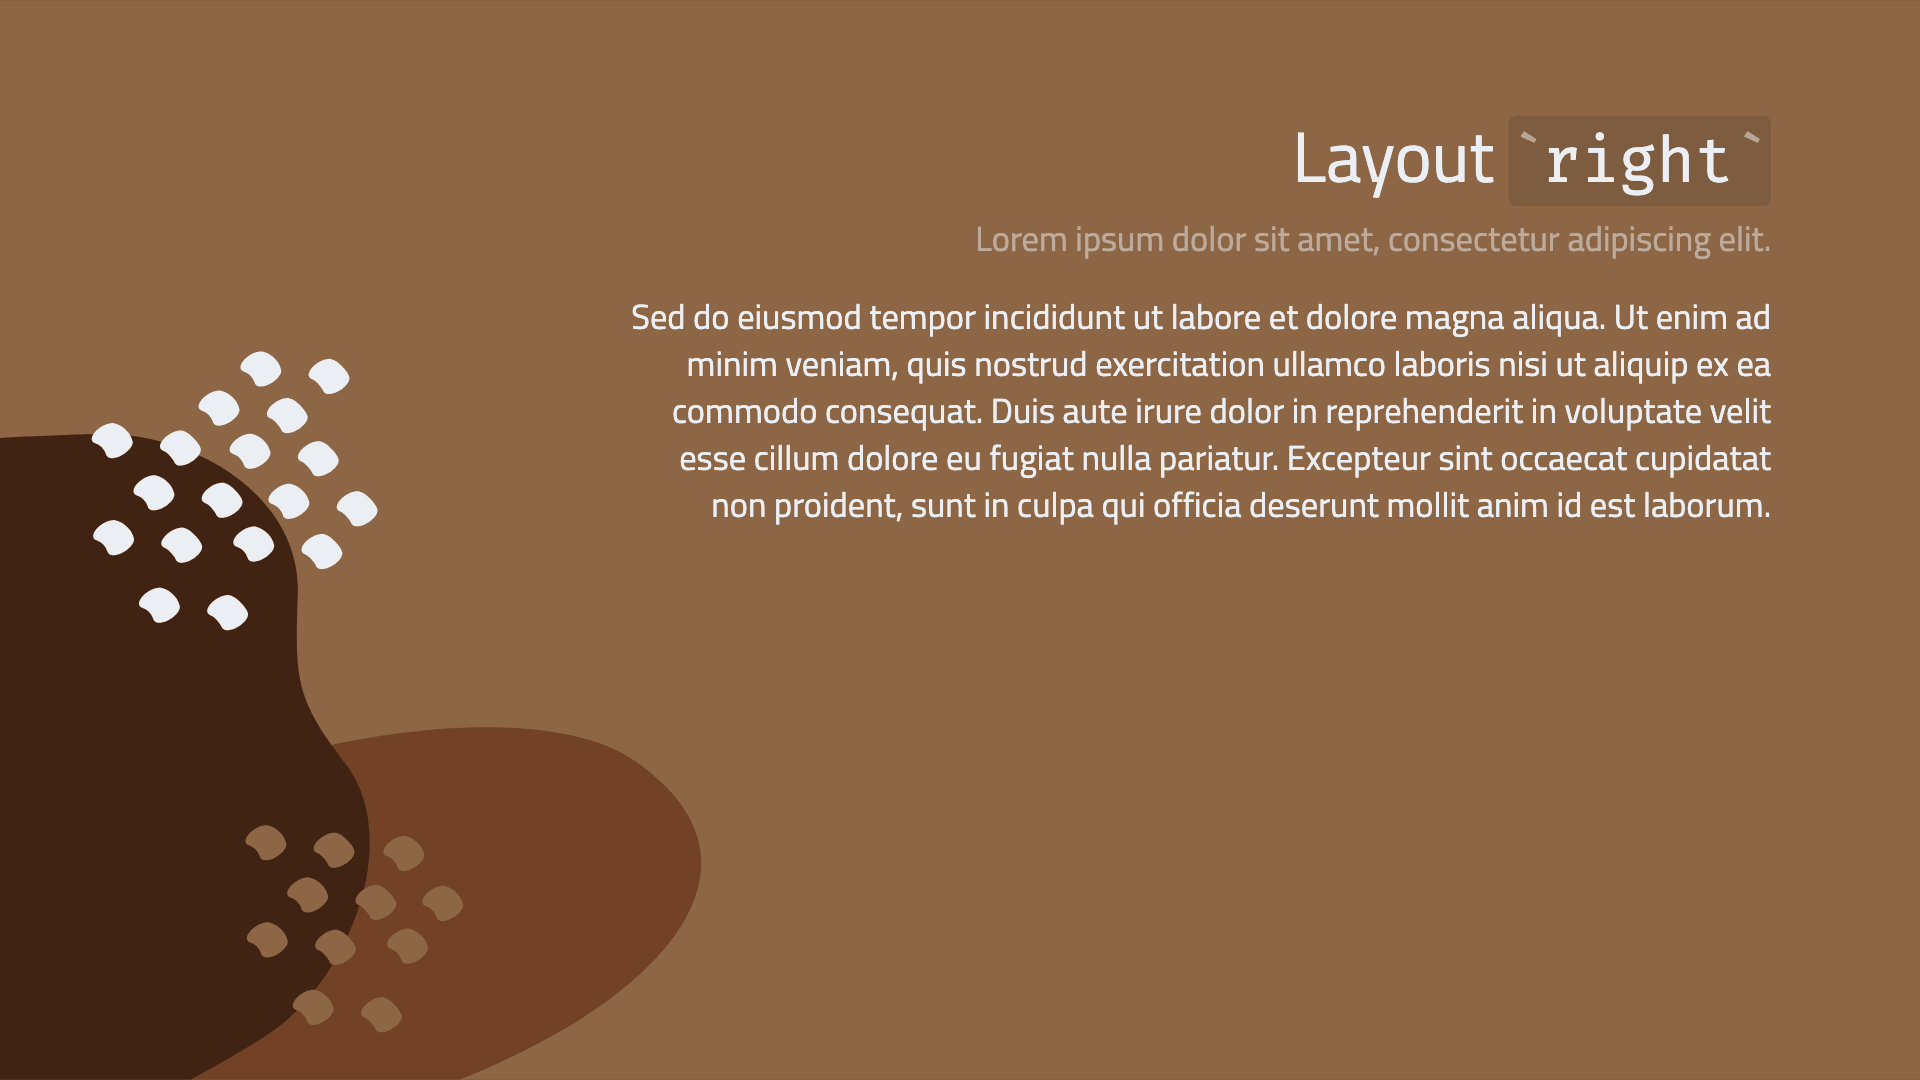 Layout `right`
Lorem ipsum dolor sit amet, consectetur adipiscing elit.
Sed do eiusmod tempor incididunt ut labore et dolore magna aliqua. Ut enim ad
minim veniam, quis nostrud exercitation ullamco laboris nisi ut aliquip ex ea
commodo consequat. Duis aute irure dolor in reprehenderit in voluptate velit
esse cillum dolore eu fugiat nulla pariatur. Excepteur sint occaecat cupidatat
non proident, sunt in culpa qui officia deserunt mollit anim id est laborum.